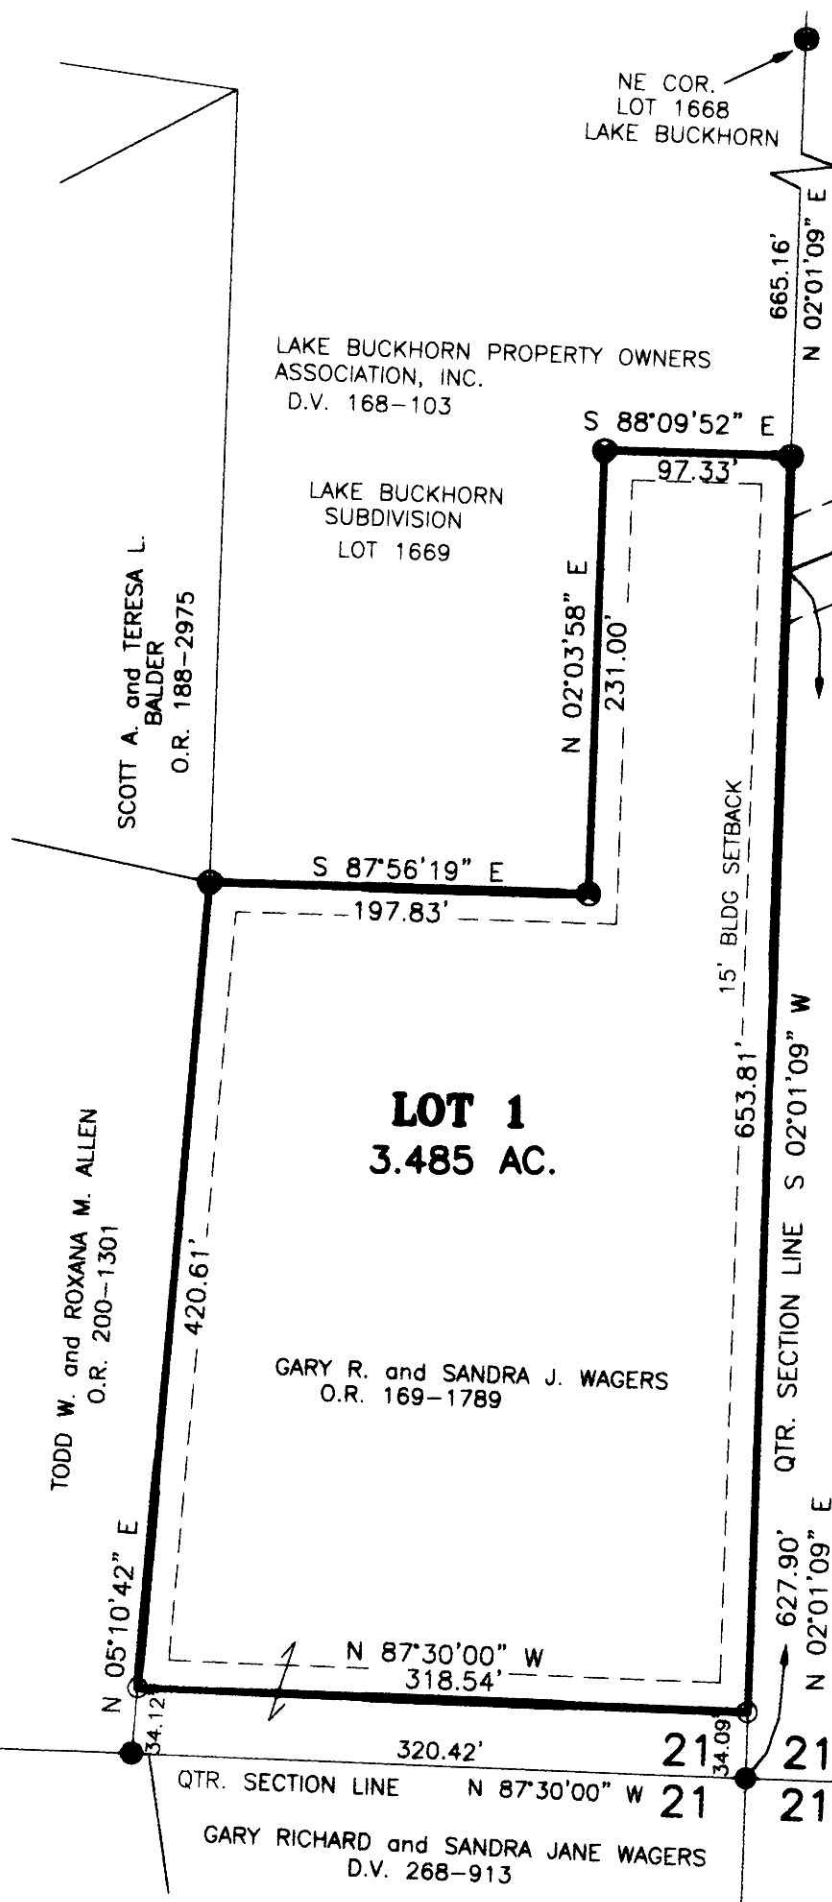 NE COR.
LOT 1668
LAKE BUCKHORN
665.16'
N 02°01'09" E
LAKE BUCKHORN PROPERTY OWNERS
ASSOCIATION, INC.
D.V. 168-103
S 88°09'52" E
97.33'
LAKE BUCKHORN
SUBDIVISION
LOT 1669
SCOTT A. and TERESA L.
BALDER
O.R. 188-2975
N 02°03'58" E
231.00'
S 87°56'19" E
197.83'
15' BLDG SETBACK
653.81'
QTR. SECTION LINE S 02°01'09" W
LOT 1
3.485 AC.
TODD W. and ROXANA M. ALLEN
O.R. 200-1301
420.61'
N 05°10'42" E
GARY R. and SANDRA J. WAGERS
O.R. 169-1789
627.90'
N 02°01'09" E
N 87°30'00" W
318.54'
34.12'
34.09'
320.42'
21 21
QTR. SECTION LINE N 87°30'00" W
21 21
GARY RICHARD and SANDRA JANE WAGERS
D.V. 268-913